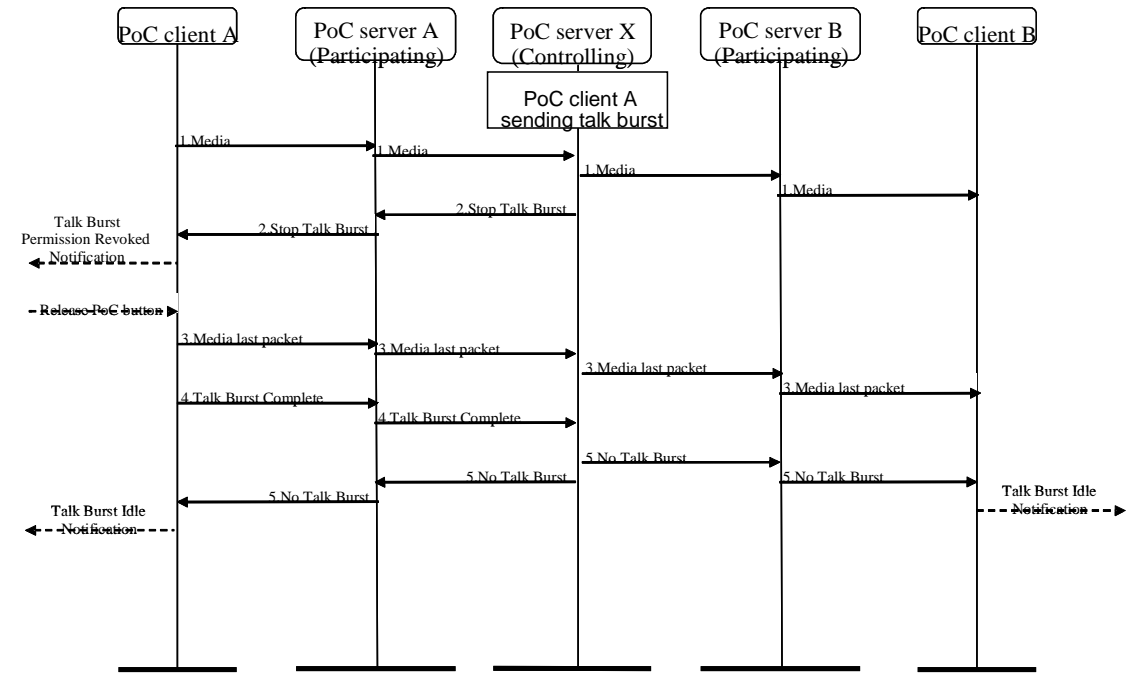 PoC client A
PoC server A
(Participating)
PoC server X
(Controlling)
PoC server B
(Participating)
PoC client B
PoC client A
sending talk burst
1.Media
1.Media
1.Media
1.Media
2.Stop Talk Burst
2.Stop Talk Burst
Talk Burst
Permission Revoked
Notification
Release PoC button
3.Media last packet
3.Media last packet
3.Media last packet
3.Media last packet
4.Talk Burst Complete
4.Talk Burst Complete
5.No Talk Burst
5.No Talk Burst
5.No Talk Burst
5.No Talk Burst
Talk Burst Idle
Notification
Talk Burst Idle
Notification